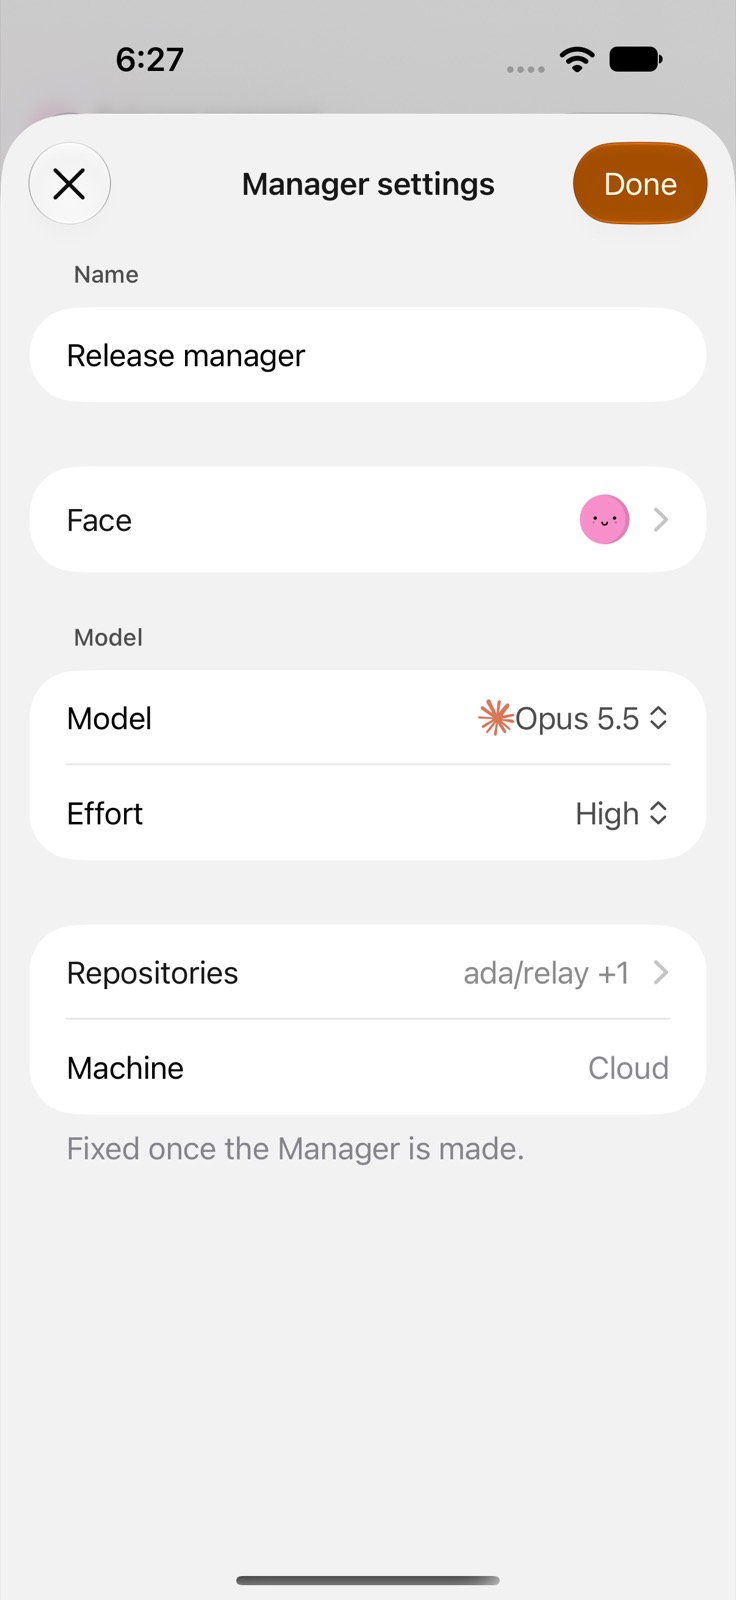 6:27
Manager settings
Done
Name
Release manager
Face
Model
Model
Opus 5.5
Effort
High
Repositories
ada/relay +1
Machine
Cloud
Fixed once the Manager is made.